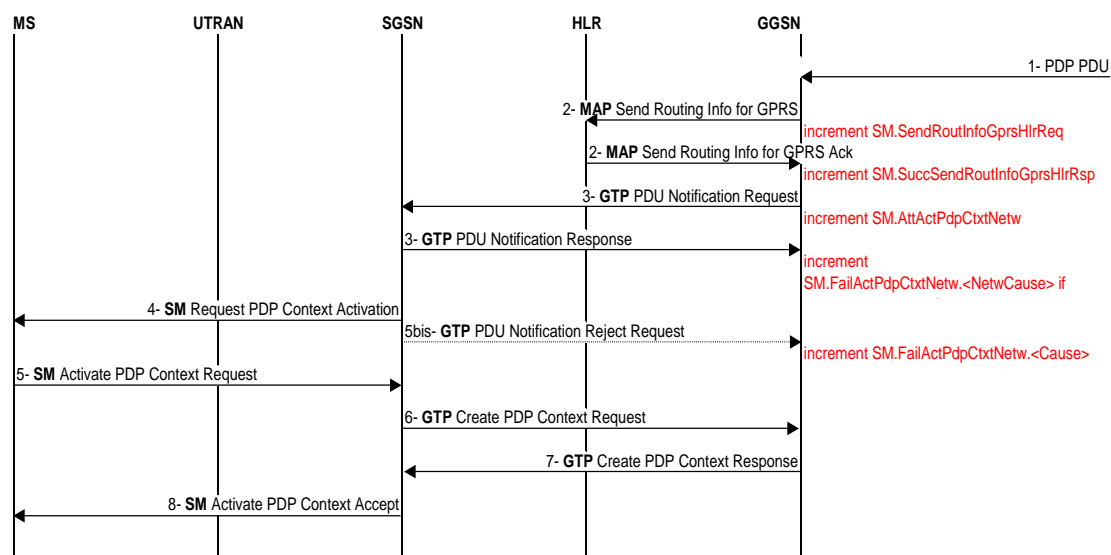 MS UTRAN SGSN HLR GGSN
1- PDP PDU
2- MAP Send Routing Info for GPRS
increment SM.SendRoutInfoGprsHlrReq
2- MAP Send Routing Info for GPRS Ack
increment SM.SuccSendRoutInfoGprsHlrRsp
3- GTP PDU Notification Request
increment SM.AttActPdpCtxtNetw
3- GTP PDU Notification Response
increment
SM.FailActPdpCtxtNetw.<NetwCause> if
4- SM Request PDP Context Activation
5bis- GTP PDU Notification Reject Request
increment SM.FailActPdpCtxtNetw.<Cause>
5- SM Activate PDP Context Request
6- GTP Create PDP Context Request
7- GTP Create PDP Context Response
8- SM Activate PDP Context Accept